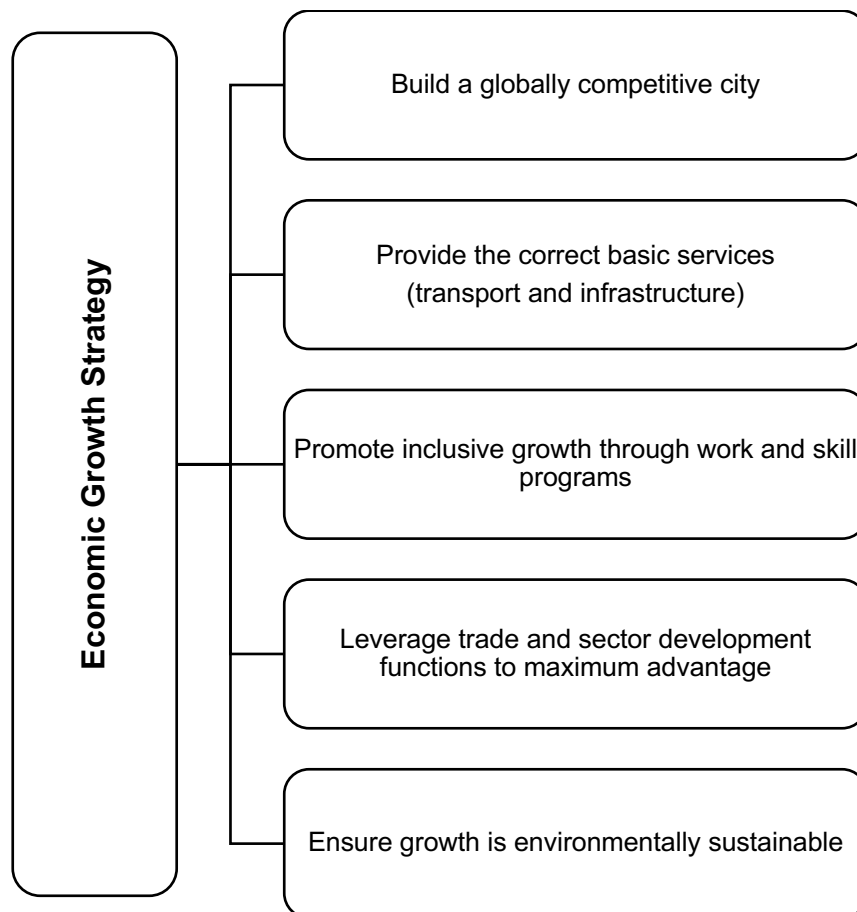 Economic Growth Strategy
Build a globally competitive city
Provide the correct basic services
(transport and infrastructure)
Promote inclusive growth through work and skill
programs
Leverage trade and sector development
functions to maximum advantage
Ensure growth is environmentally sustainable